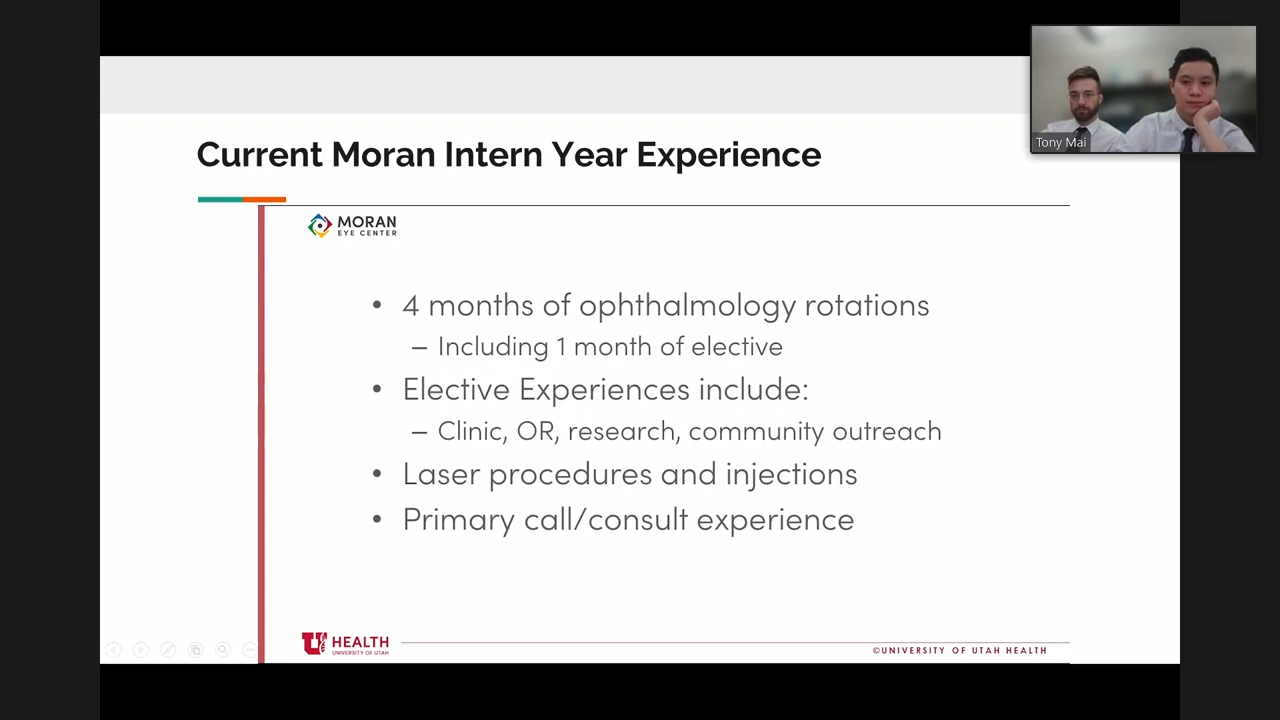 Current Moran Intern Year Experience
Tony Mai
MORAN
EYE CENTER
• 4 months of ophthalmology rotations
– Including 1 month of elective
• Elective Experiences include:
– Clinic, OR, research, community outreach
• Laser procedures and injections
• Primary call/consult experience
U HEALTH
UNIVERSITY OF UTAH
©UNIVERSITY OF UTAH HEALTH